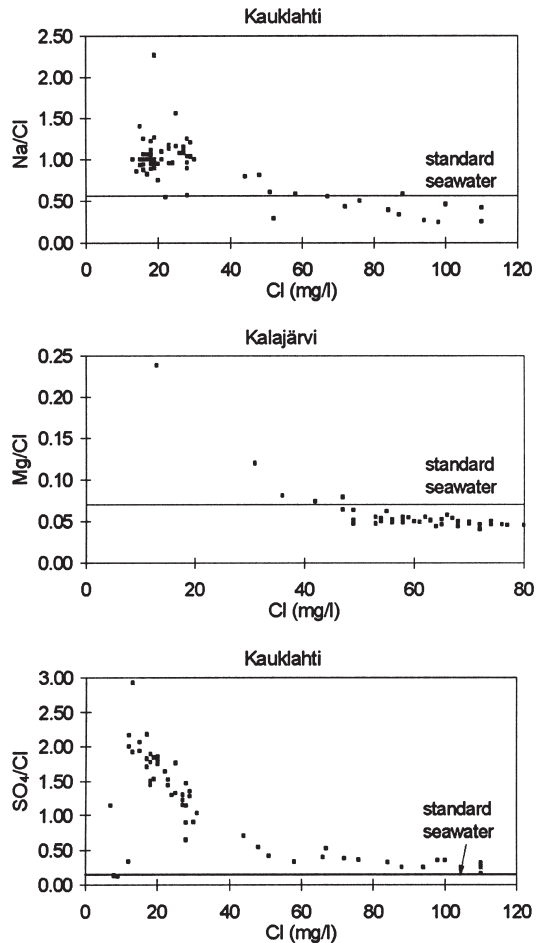 Kauklahti
2.50
2.00
1.50
1.00
0.50
0.00
Na/Cl
standard
seawater
0 20 40 60 80 100 120
Cl (mg/l)
Kalajärvi
0.25
0.20
0.15
0.10
0.05
0.00
Mg/Cl
standard
seawater
0 20 40 60 80
Cl (mg/l)
Kauklahti
3.00
2.50
2.00
1.50
1.00
0.50
0.00
SO₄/Cl
standard
seawater
0 20 40 60 80 100 120
Cl (mg/l)